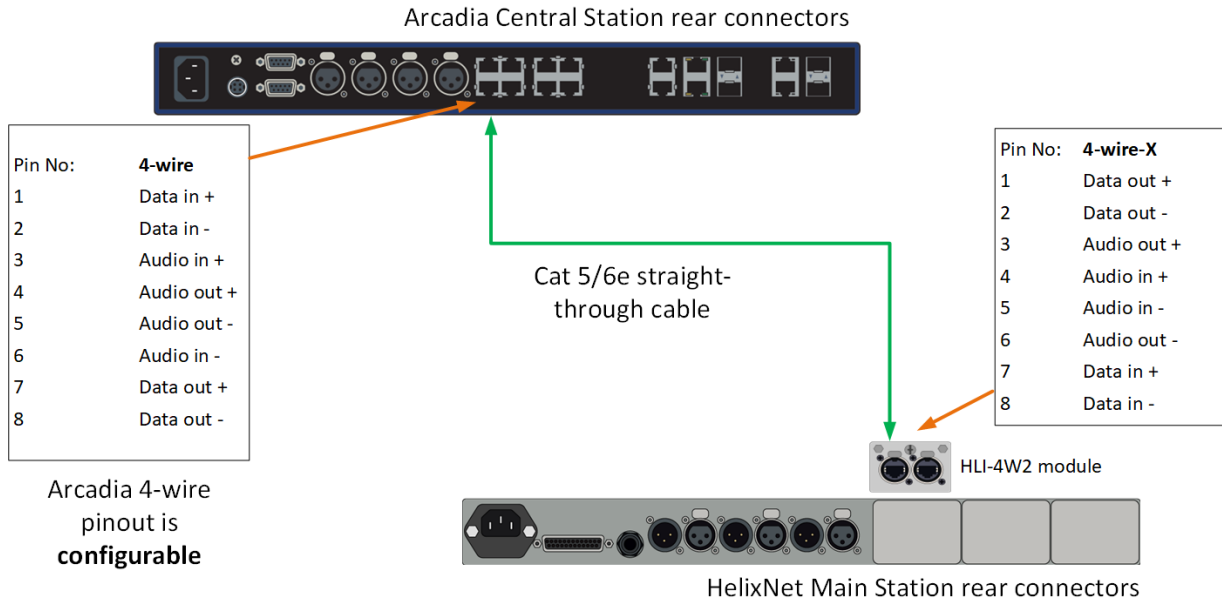 Arcadia Central Station rear connectors
Pin No: 4-wire
1 Data in +
2 Data in -
3 Audio in +
4 Audio out +
5 Audio out -
6 Audio in -
7 Data out +
8 Data out -
Arcadia 4-wire
pinout is
configurable
Cat 5/6e straight-
through cable
Pin No: 4-wire-X
1 Data out +
2 Data out -
3 Audio out +
4 Audio in +
5 Audio in -
6 Audio out -
7 Data in +
8 Data in -
HLI-4W2 module
HelixNet Main Station rear connectors